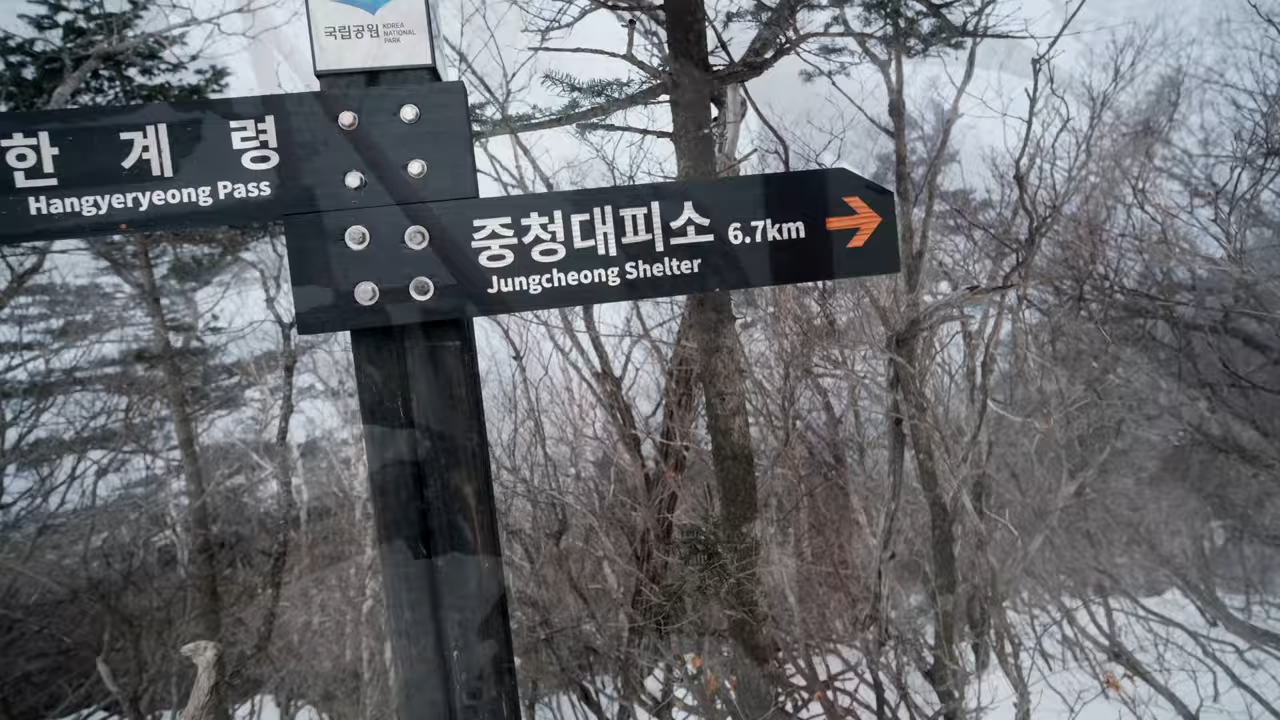 국립공원 KOREA
NATIONAL
PARK
한계령
Hangyeryeong Pass
중청대피소 6.7km
Jungcheong Shelter